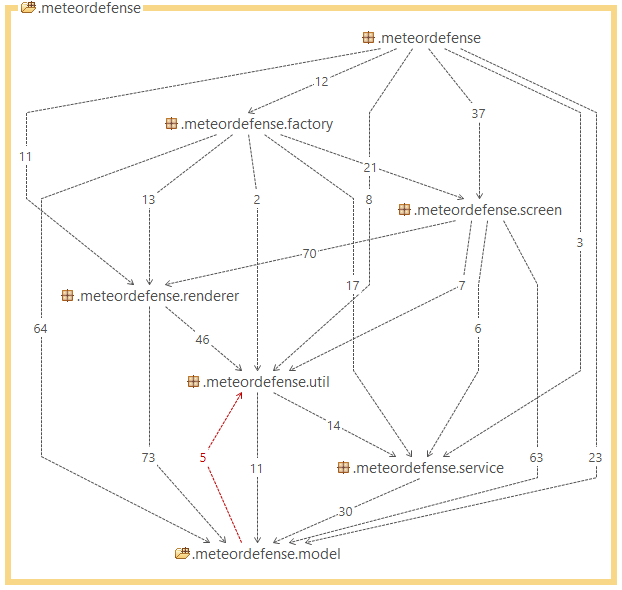 .meteordefense
.meteordefense
12
37
.meteordefense.factory
11
21
13
2
8
.meteordefense.screen
3
70
17
7
.meteordefense.renderer
64
46
6
.meteordefense.util
14
73
5
11
63
23
.meteordefense.service
30
.meteordefense.model